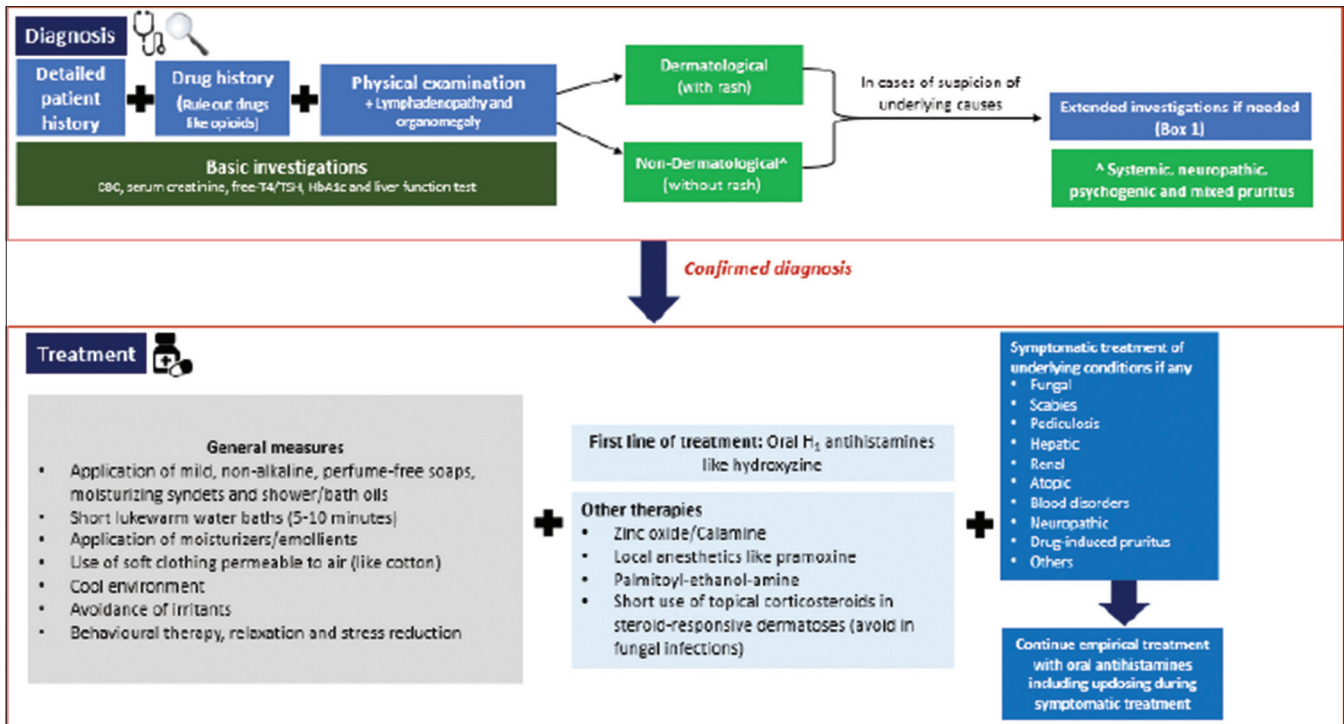 Diagnosis
Detailed
patient
history
Drug history
(Rule out drugs
like opioids)
Physical examination
+ Lymphadenopathy and
organomegaly
Basic investigations
CBC, serum creatinine, free-T4/TSH, HbA1c and liver function test
Dermatological
(with rash)
Non-Dermatological^
(without rash)
In cases of suspicion of
underlying causes
Extended investigations if needed
(Box 1)
^ Systemic, neuropathic,
psychogenic and mixed pruritus
Confirmed diagnosis
Treatment
General measures
• Application of mild, non-alkaline, perfume-free soaps,
moisturizing syndets and shower/bath oils
• Short lukewarm water baths (5-10 minutes)
• Application of moisturizers/emollients
• Use of soft clothing permeable to air (like cotton)
• Cool environment
• Avoidance of irritants
• Behavioural therapy, relaxation and stress reduction
First line of treatment: Oral H₁ antihistamines
like hydroxyzine
Other therapies
• Zinc oxide/Calamine
• Local anesthetics like pramoxine
• Palmitoyl-ethanol-amine
• Short use of topical corticosteroids in
steroid-responsive dermatoses (avoid in
fungal infections)
Symptomatic treatment of
underlying conditions if any
• Fungal
• Scabies
• Pediculosis
• Hepatic
• Renal
• Atopic
• Blood disorders
• Neuropathic
• Drug-induced pruritus
• Others
Continue empirical treatment
with oral antihistamines
including updosing during
symptomatic treatment